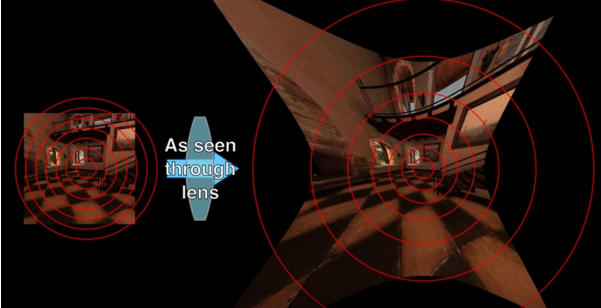 As seen
through
lens